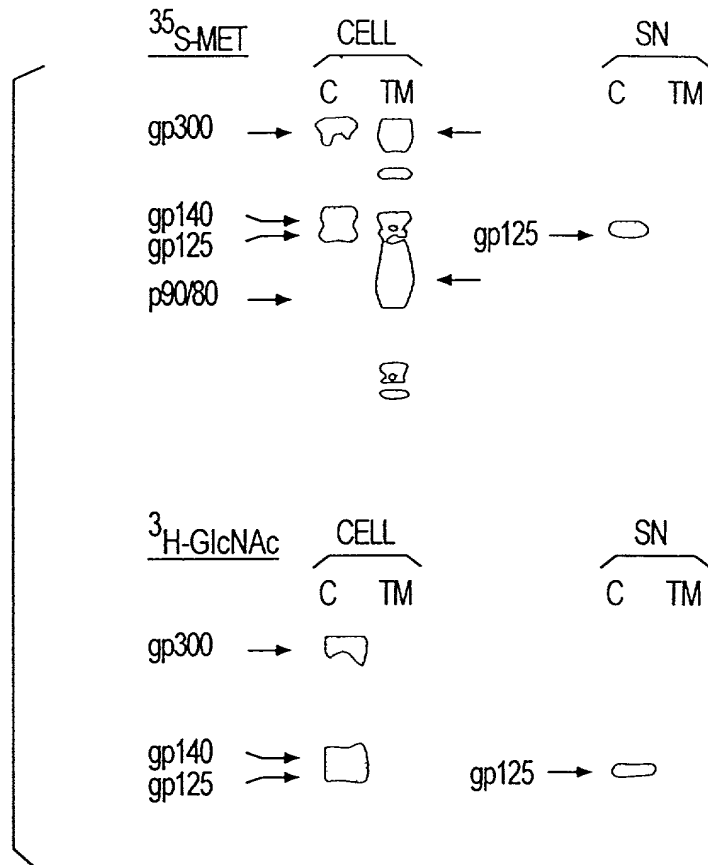 35S-MET CELL SN
C TM C TM
gp300
gp140
gp125 gp125
p90/80
3H-GlcNAc CELL SN
C TM C TM
gp300
gp140
gp125 gp125